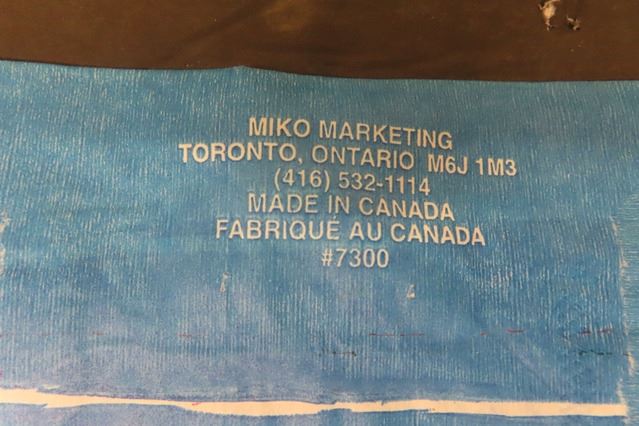 MIKO MARKETING
TORONTO, ONTARIO M6J 1M3
(416) 532-1114
MADE IN CANADA
FABRIQUÉ AU CANADA
#7300